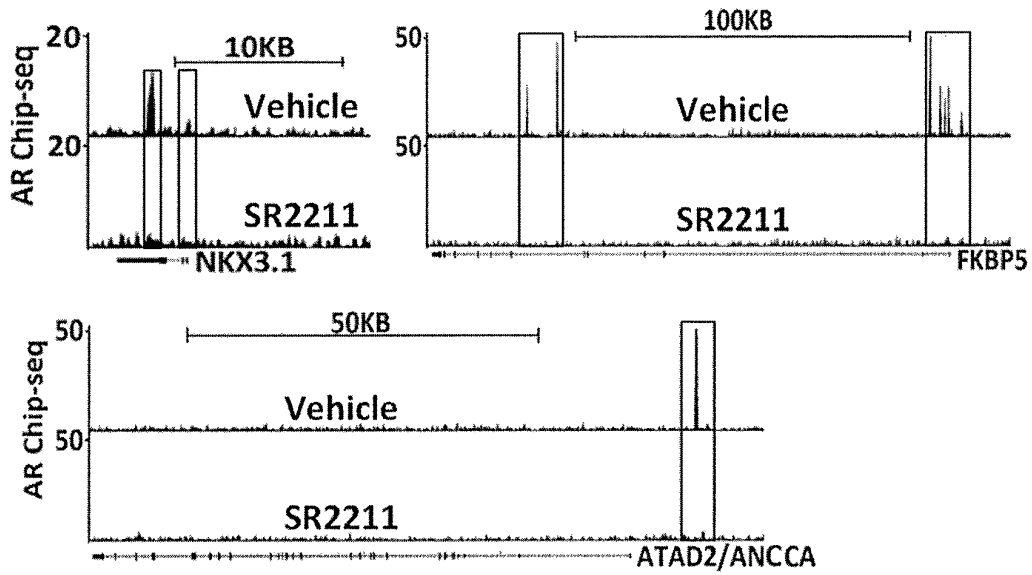 AR Chip-seq
20
10KB
Vehicle
20
SR2211
NKX3.1
50
100KB
Vehicle
50
SR2211
FKBP5
AR Chip-seq
50
50KB
Vehicle
50
SR2211
ATAD2/ANCCA